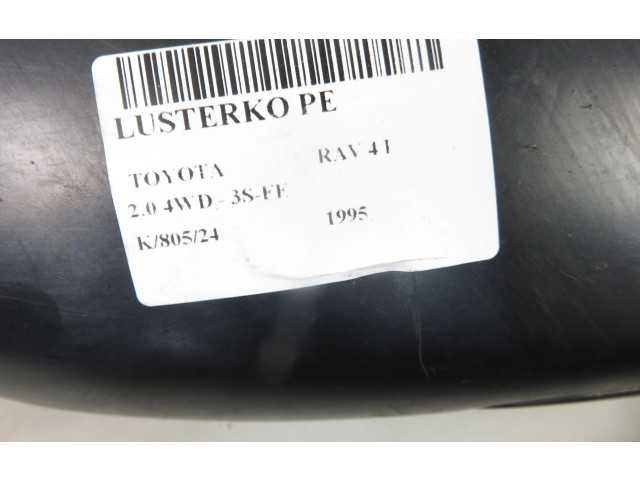 LUSTERKO PE
TOYOTA RAV 4 I
2.0 4WD - 3S-FE
K/805/24 1995